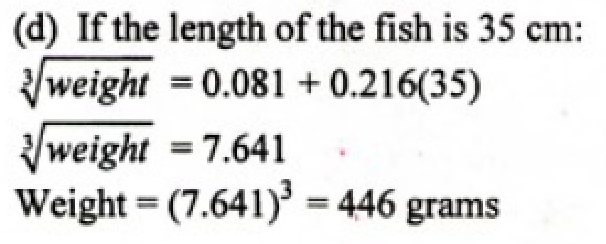 (d) If the length of the fish is 35 cm:
∛weight = 0.081 + 0.216(35)
∛weight = 7.641
Weight = (7.641)³ = 446 grams